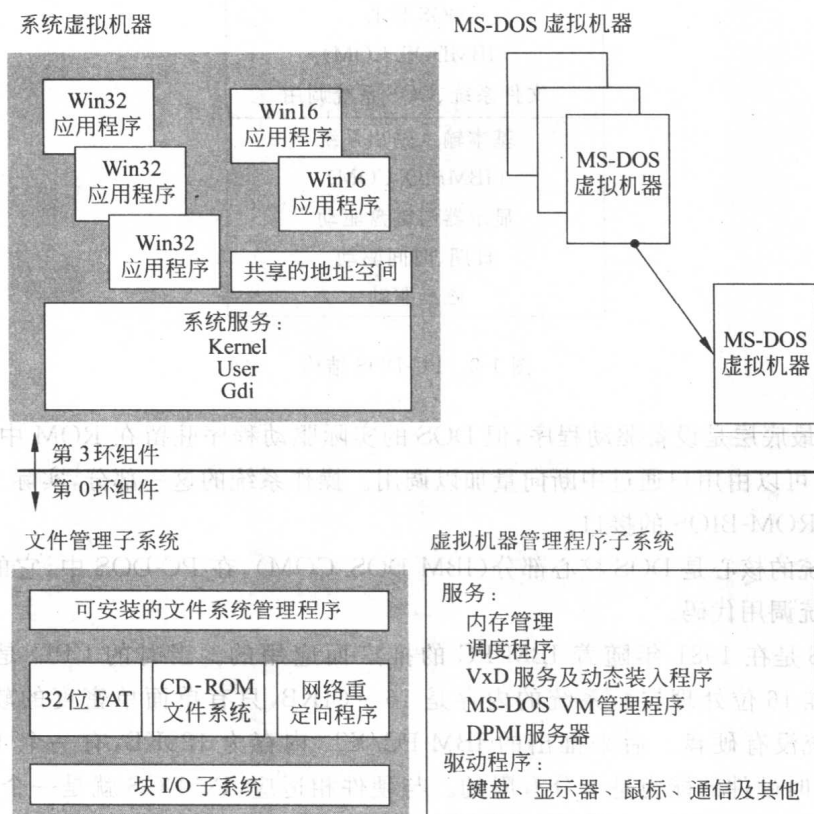 系统虚拟机器
MS-DOS 虚拟机器
Win32
应用程序
Win32
应用程序
Win32
应用程序
Win16
应用程序
Win16
应用程序
共享的地址空间
系统服务：
Kernel
User
Gdi
MS-DOS
虚拟机器
MS-DOS
虚拟机器
第 3 环组件
第 0 环组件
文件管理子系统
可安装的文件系统管理程序
32位 FAT
CD-ROM
文件系统
网络重
定向程序
块 I/O 子系统
虚拟机器管理程序子系统
服务：
内存管理
调度程序
VxD 服务及动态装入程序
MS-DOS VM管理程序
DPMI服务器
驱动程序：
键盘、显示器、鼠标、通信及其他